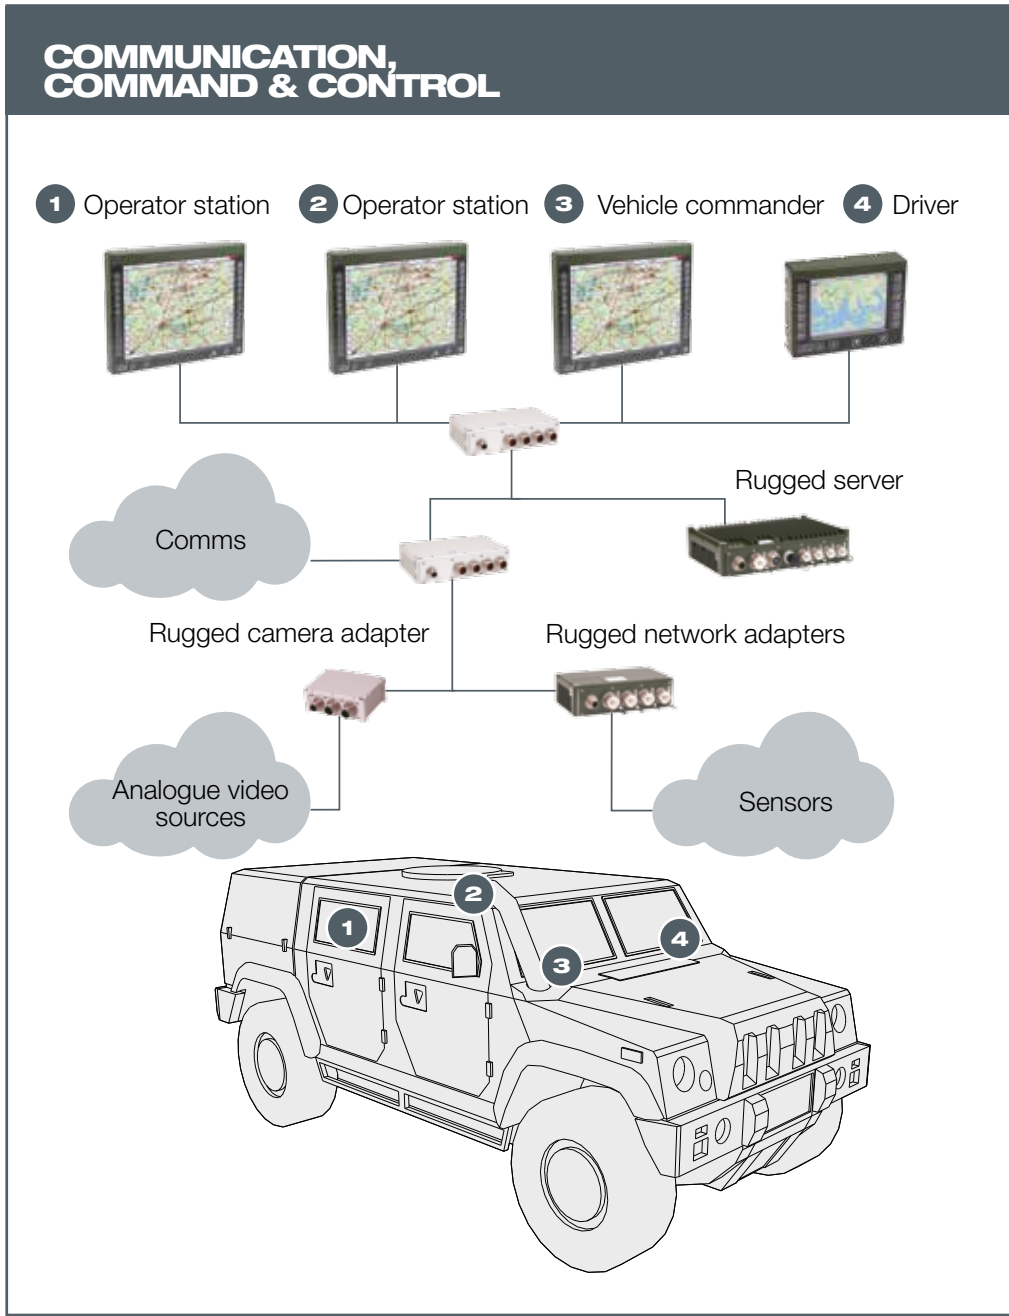 COMMUNICATION,
COMMAND & CONTROL
1 Operator station
2 Operator station
3 Vehicle commander
4 Driver
Rugged server
Comms
Rugged camera adapter
Rugged network adapters
Analogue video
sources
Sensors
2
1
4
3